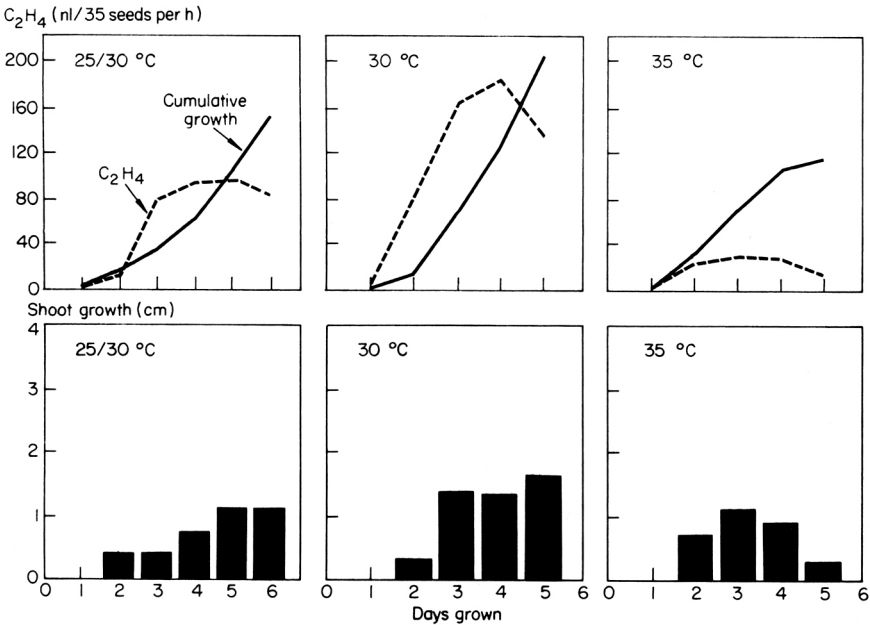 C₂H₄ (nl/35 seeds per h)
200
160
120
80
40
0
25/30 °C
Cumulative
growth
C₂H₄
30 °C
35 °C
Shoot growth (cm)
4
3
2
1
0
25/30 °C
30 °C
35 °C
0 1 2 3 4 5 6
0 1 2 3 4 5 6
0 1 2 3 4 5 6
Days grown